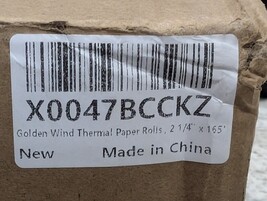 X0047BCCKZ
Golden Wind Thermal Paper Rolls, 2 1/4" x 165'
New Made in China